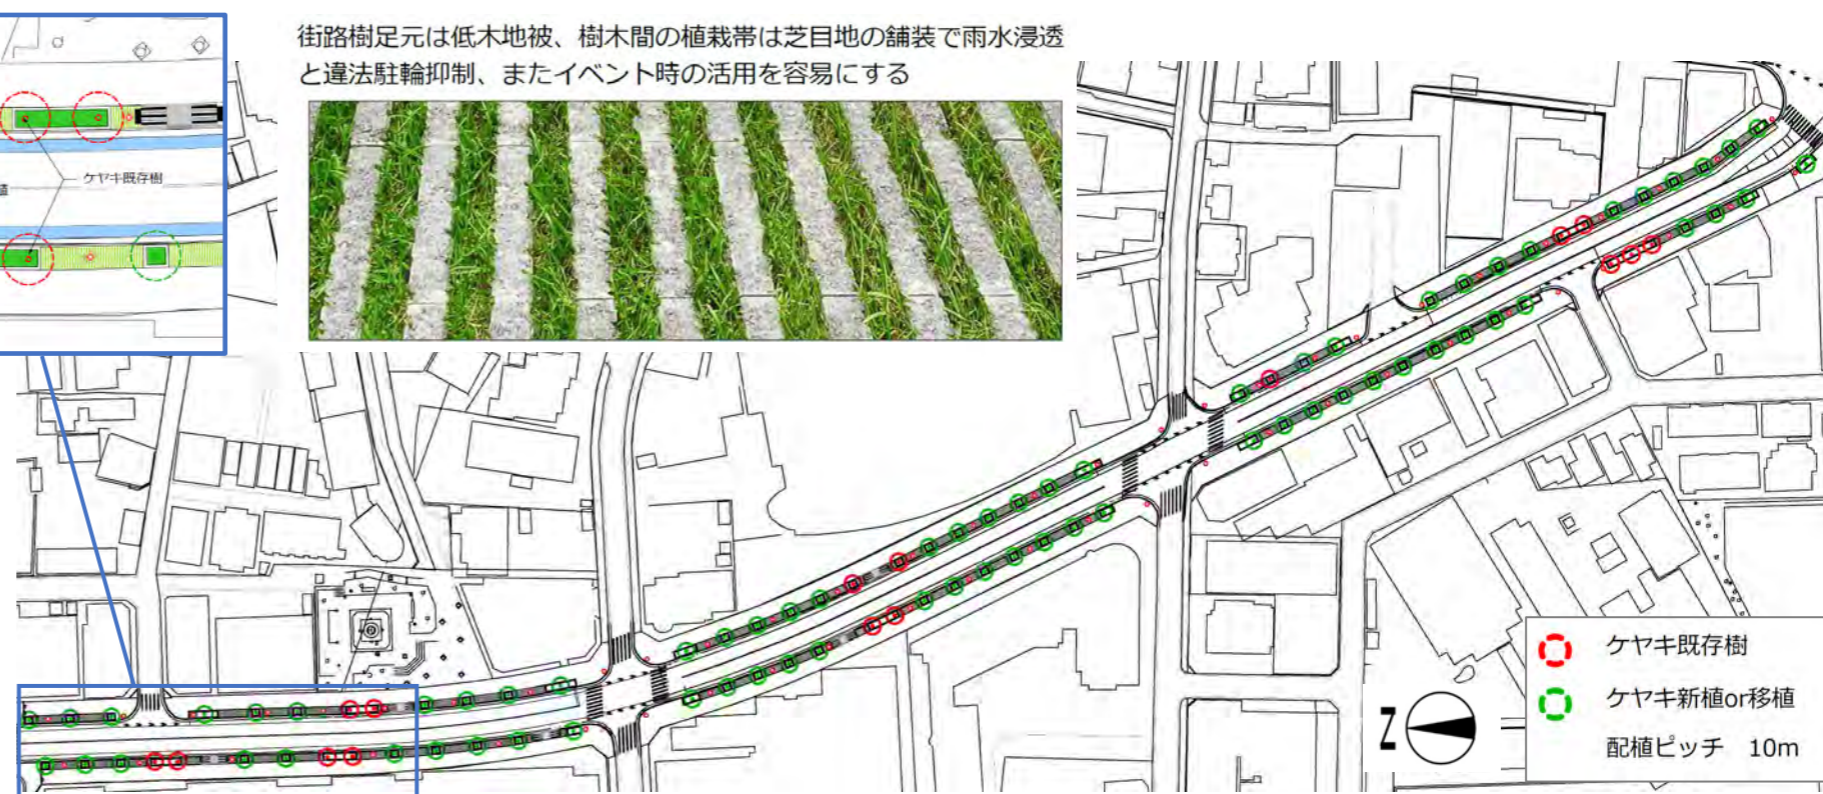 街路樹足元は低木地被、樹木間の植栽帯は芝目地の舗装で雨水浸透
と違法駐輪抑制、またイベント時の活用を容易にする
ケヤキ既存樹
植
ケヤキ既存樹
ケヤキ新植or移植
配植ピッチ 10m
Z